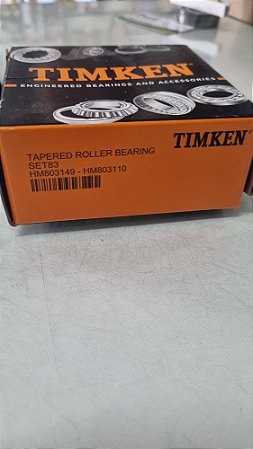 TIMKEN
ENGINEERED BEARINGS AND ACCESSORIES
TIMKEN
TAPERED ROLLER BEARING
SET83
HM803149 - HM803110